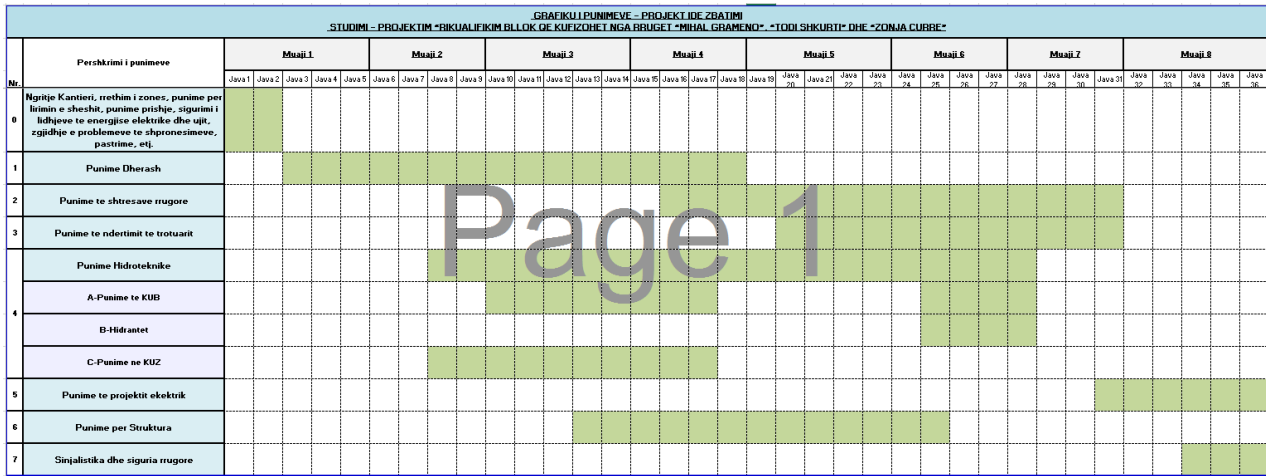 GRAFIKU I PUNIMEVE - PROJEKT IDE ZBATIMI
STUDIMI - PROJEKTIM "RIKUALIFIKIM BLLOK QE KUFIZOHET NGA RRUGET "MIHAL GRAMENO", "TODI SHKURTI" DHE "ZONJA CURRE"
Nr.
Pershkrimi i punimeve
Muaji 1
Muaji 2
Muaji 3
Muaji 4
Muaji 5
Muaji 6
Muaji 7
Muaji 8
Java 1
Java 2
Java 3
Java 4
Java 5
Java 6
Java 7
Java 8
Java 9
Java 10
Java 11
Java 12
Java 13
Java 14
Java 15
Java 16
Java 17
Java 18
Java 19
Java 20
Java 21
Java 22
Java 23
Java 24
Java 25
Java 26
Java 27
Java 28
Java 29
Java 30
Java 31
Java 32
Java 33
Java 34
Java 35
Java 36
0
Ngritje Kantieri, rrethim i zones, punime per
lirimin e sheshit, punime prishje, sigurimi i
lidhjeve te energjise elektrike dhe ujit,
zgjidhje e problemeve te shpronesimeve,
pastrime, etj.
1
Punime Dherash
2
Punime te shtresave rrugore
3
Punime te ndertimit te trotuarit
4
Punime Hidroteknike
A-Punime te KUB
B-Hidrantet
C-Punime ne KUZ
5
Punime te projektit ekektrik
6
Punime per Struktura
7
Sinjalistika dhe siguria rrugore
Page 1